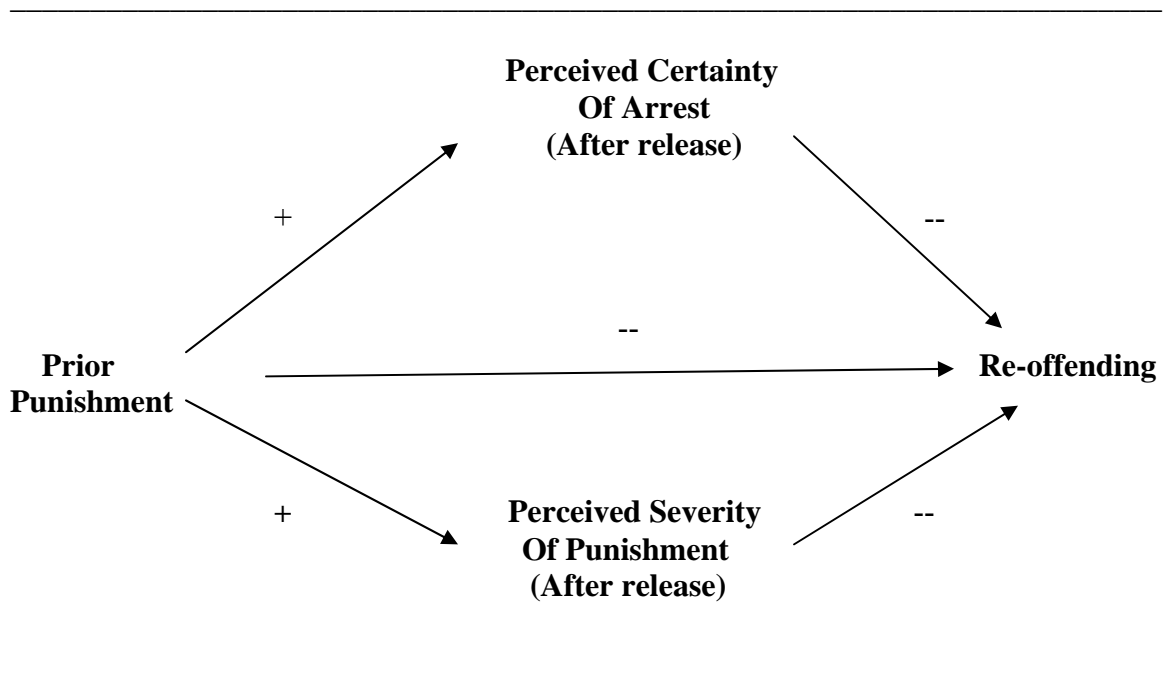 Perceived Certainty
Of Arrest
(After release)
+
--
--
Prior
Punishment
Re-offending
+
Perceived Severity
Of Punishment
(After release)
--